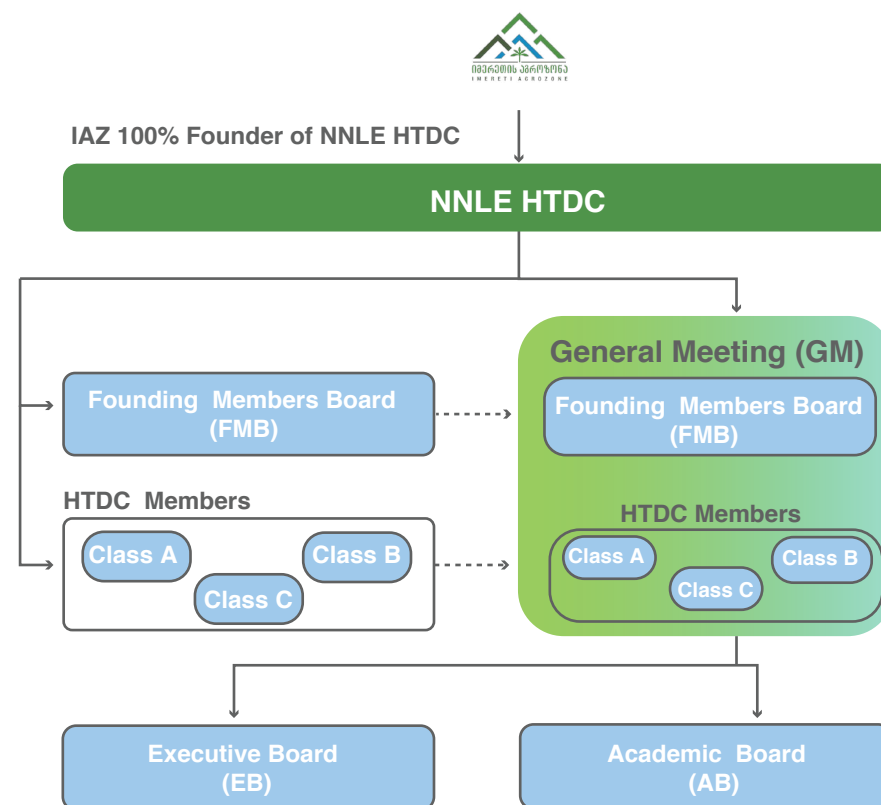 იმერეთის აგროზონა
IMERETI AGROZONE
IAZ 100% Founder of NNLE HTDC
NNLE HTDC
General Meeting (GM)
Founding Members Board
(FMB)
Founding Members Board
(FMB)
HTDC Members
Class A
Class B
Class C
HTDC Members
Class A
Class B
Class C
Executive Board
(EB)
Academic Board
(AB)